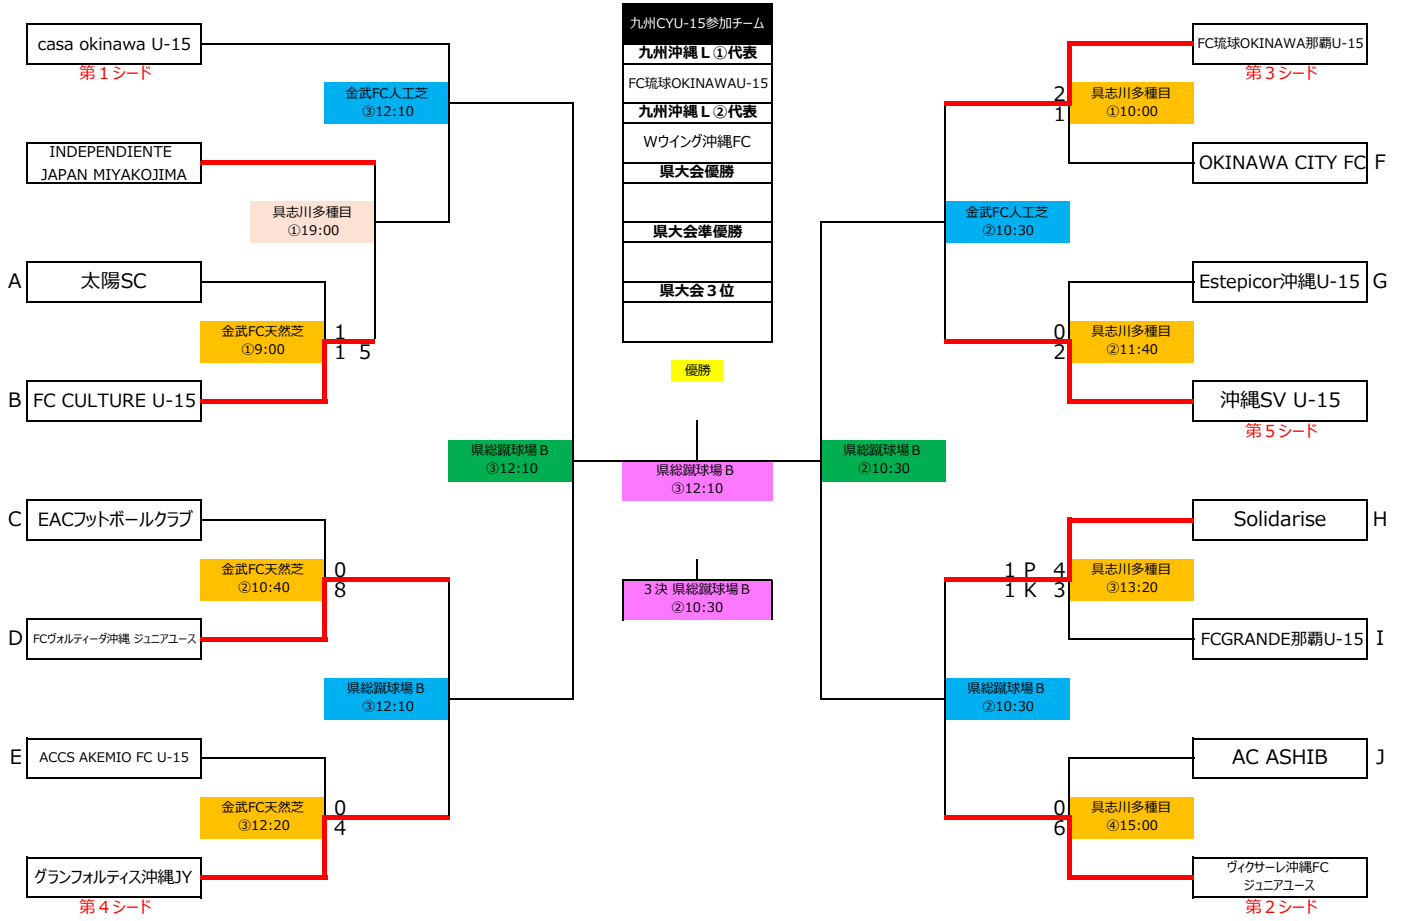 casa okinawa U-15
第１シード
金武FC人工芝
③12:10
INDEPENDIENTE
JAPAN MIYAKOJIMA
具志川多種目
①19:00
A
太陽SC
金武FC天然芝
①9:00
1
1 5
B
FC CULTURE U-15
県総蹴球場Ｂ
③12:10
C
EACフットボールクラブ
金武FC天然芝
②10:40
0
8
D
FCヴォルティーダ沖縄 ジュニアユース
県総蹴球場Ｂ
③12:10
E
ACCS AKEMIO FC U-15
金武FC天然芝
③12:20
0
4
グランフォルティス沖縄JY
第４シード
九州CYU-15参加チーム
九州沖縄Ｌ①代表
FC琉球OKINAWAU-15
九州沖縄Ｌ②代表
Wウイング沖縄FC
県大会優勝
県大会準優勝
県大会３位
優勝
県総蹴球場Ｂ
③12:10
３決 県総蹴球場Ｂ
②10:30
FC琉球OKINAWA那覇U-15
第３シード
2
1
具志川多種目
①10:00
OKINAWA CITY FC
F
金武FC人工芝
②10:30
Estepicor沖縄U-15
G
0
2
具志川多種目
②11:40
沖縄SV U-15
第５シード
県総蹴球場Ｂ
②10:30
Solidarise
H
1 P 4
1 K 3
具志川多種目
③13:20
FCGRANDE那覇U-15
I
県総蹴球場Ｂ
②10:30
AC ASHIB
J
0
6
具志川多種目
④15:00
ヴィクサーレ沖縄FC
ジュニアユース
第２シード